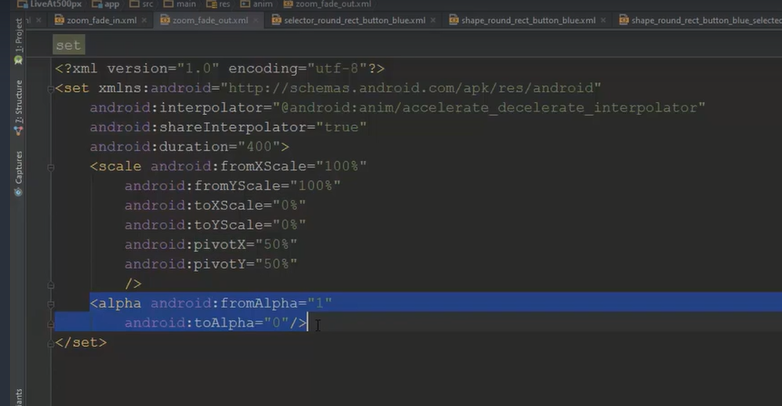 LiveAt500px app src main res anim zoom_fade_out.xml
zoom_fade_in.xml zoom_fade_out.xml selector_round_rect_button_blue.xml shape_round_rect_button_blue.xml shape_round_rect_button_blue_selected
1: Project
7: Structure
Captures
set
<?xml version="1.0" encoding="utf-8"?>
<set xmlns:android="http://schemas.android.com/apk/res/android"
android:interpolator="@android:anim/accelerate_decelerate_interpolator"
android:shareInterpolator="true"
android:duration="400">
<scale android:fromXScale="100%"
android:fromYScale="100%"
android:toXScale="0%"
android:toYScale="0%"
android:pivotX="50%"
android:pivotY="50%"
/>
<alpha android:fromAlpha="1"
android:toAlpha="0"/>
</set>